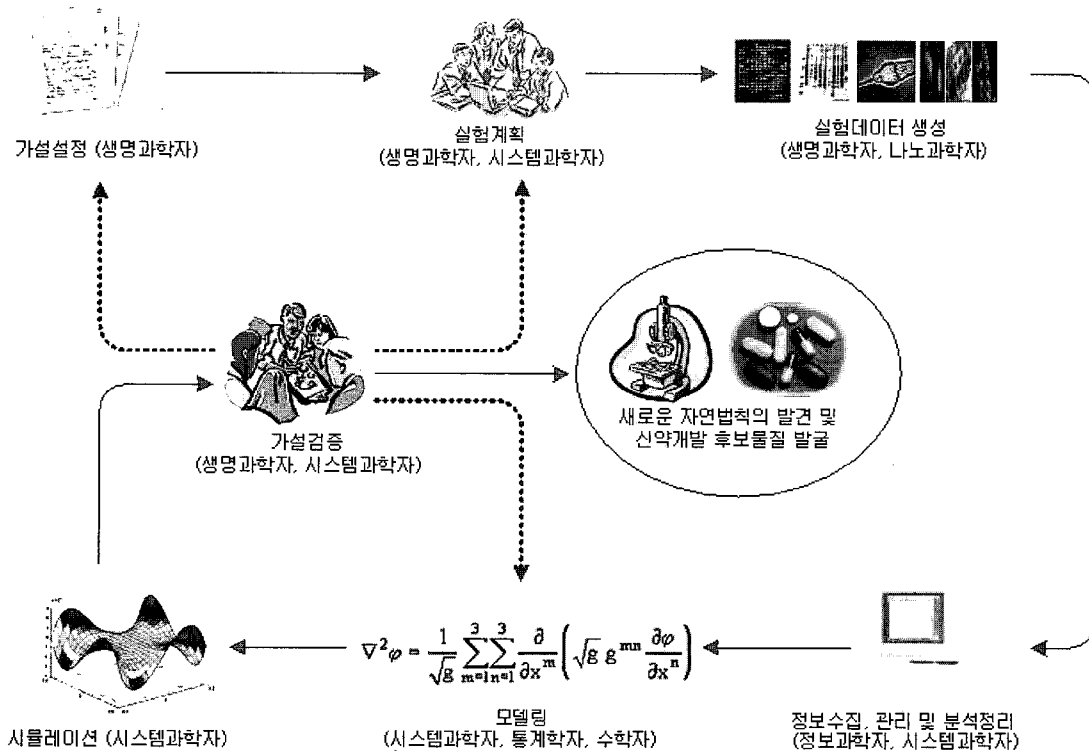 가설설정 (생명과학자)
실험계획
(생명과학자, 시스템과학자)
실험데이터 생성
(생명과학자, 나노과학자)
가설검증
(생명과학자, 시스템과학자)
새로운 자연법칙의 발견 및
신약개발 후보물질 발굴
시뮬레이션 (시스템과학자)
∇²φ = 1/√g ∑_{m=1}^{3} ∑_{n=1}^{3} ∂/∂x^m (√g g^{mn} ∂φ/∂x^n)
모델링
(시스템과학자, 통계학자, 수학자)
정보수집, 관리 및 분석정리
(정보과학자, 시스템과학자)